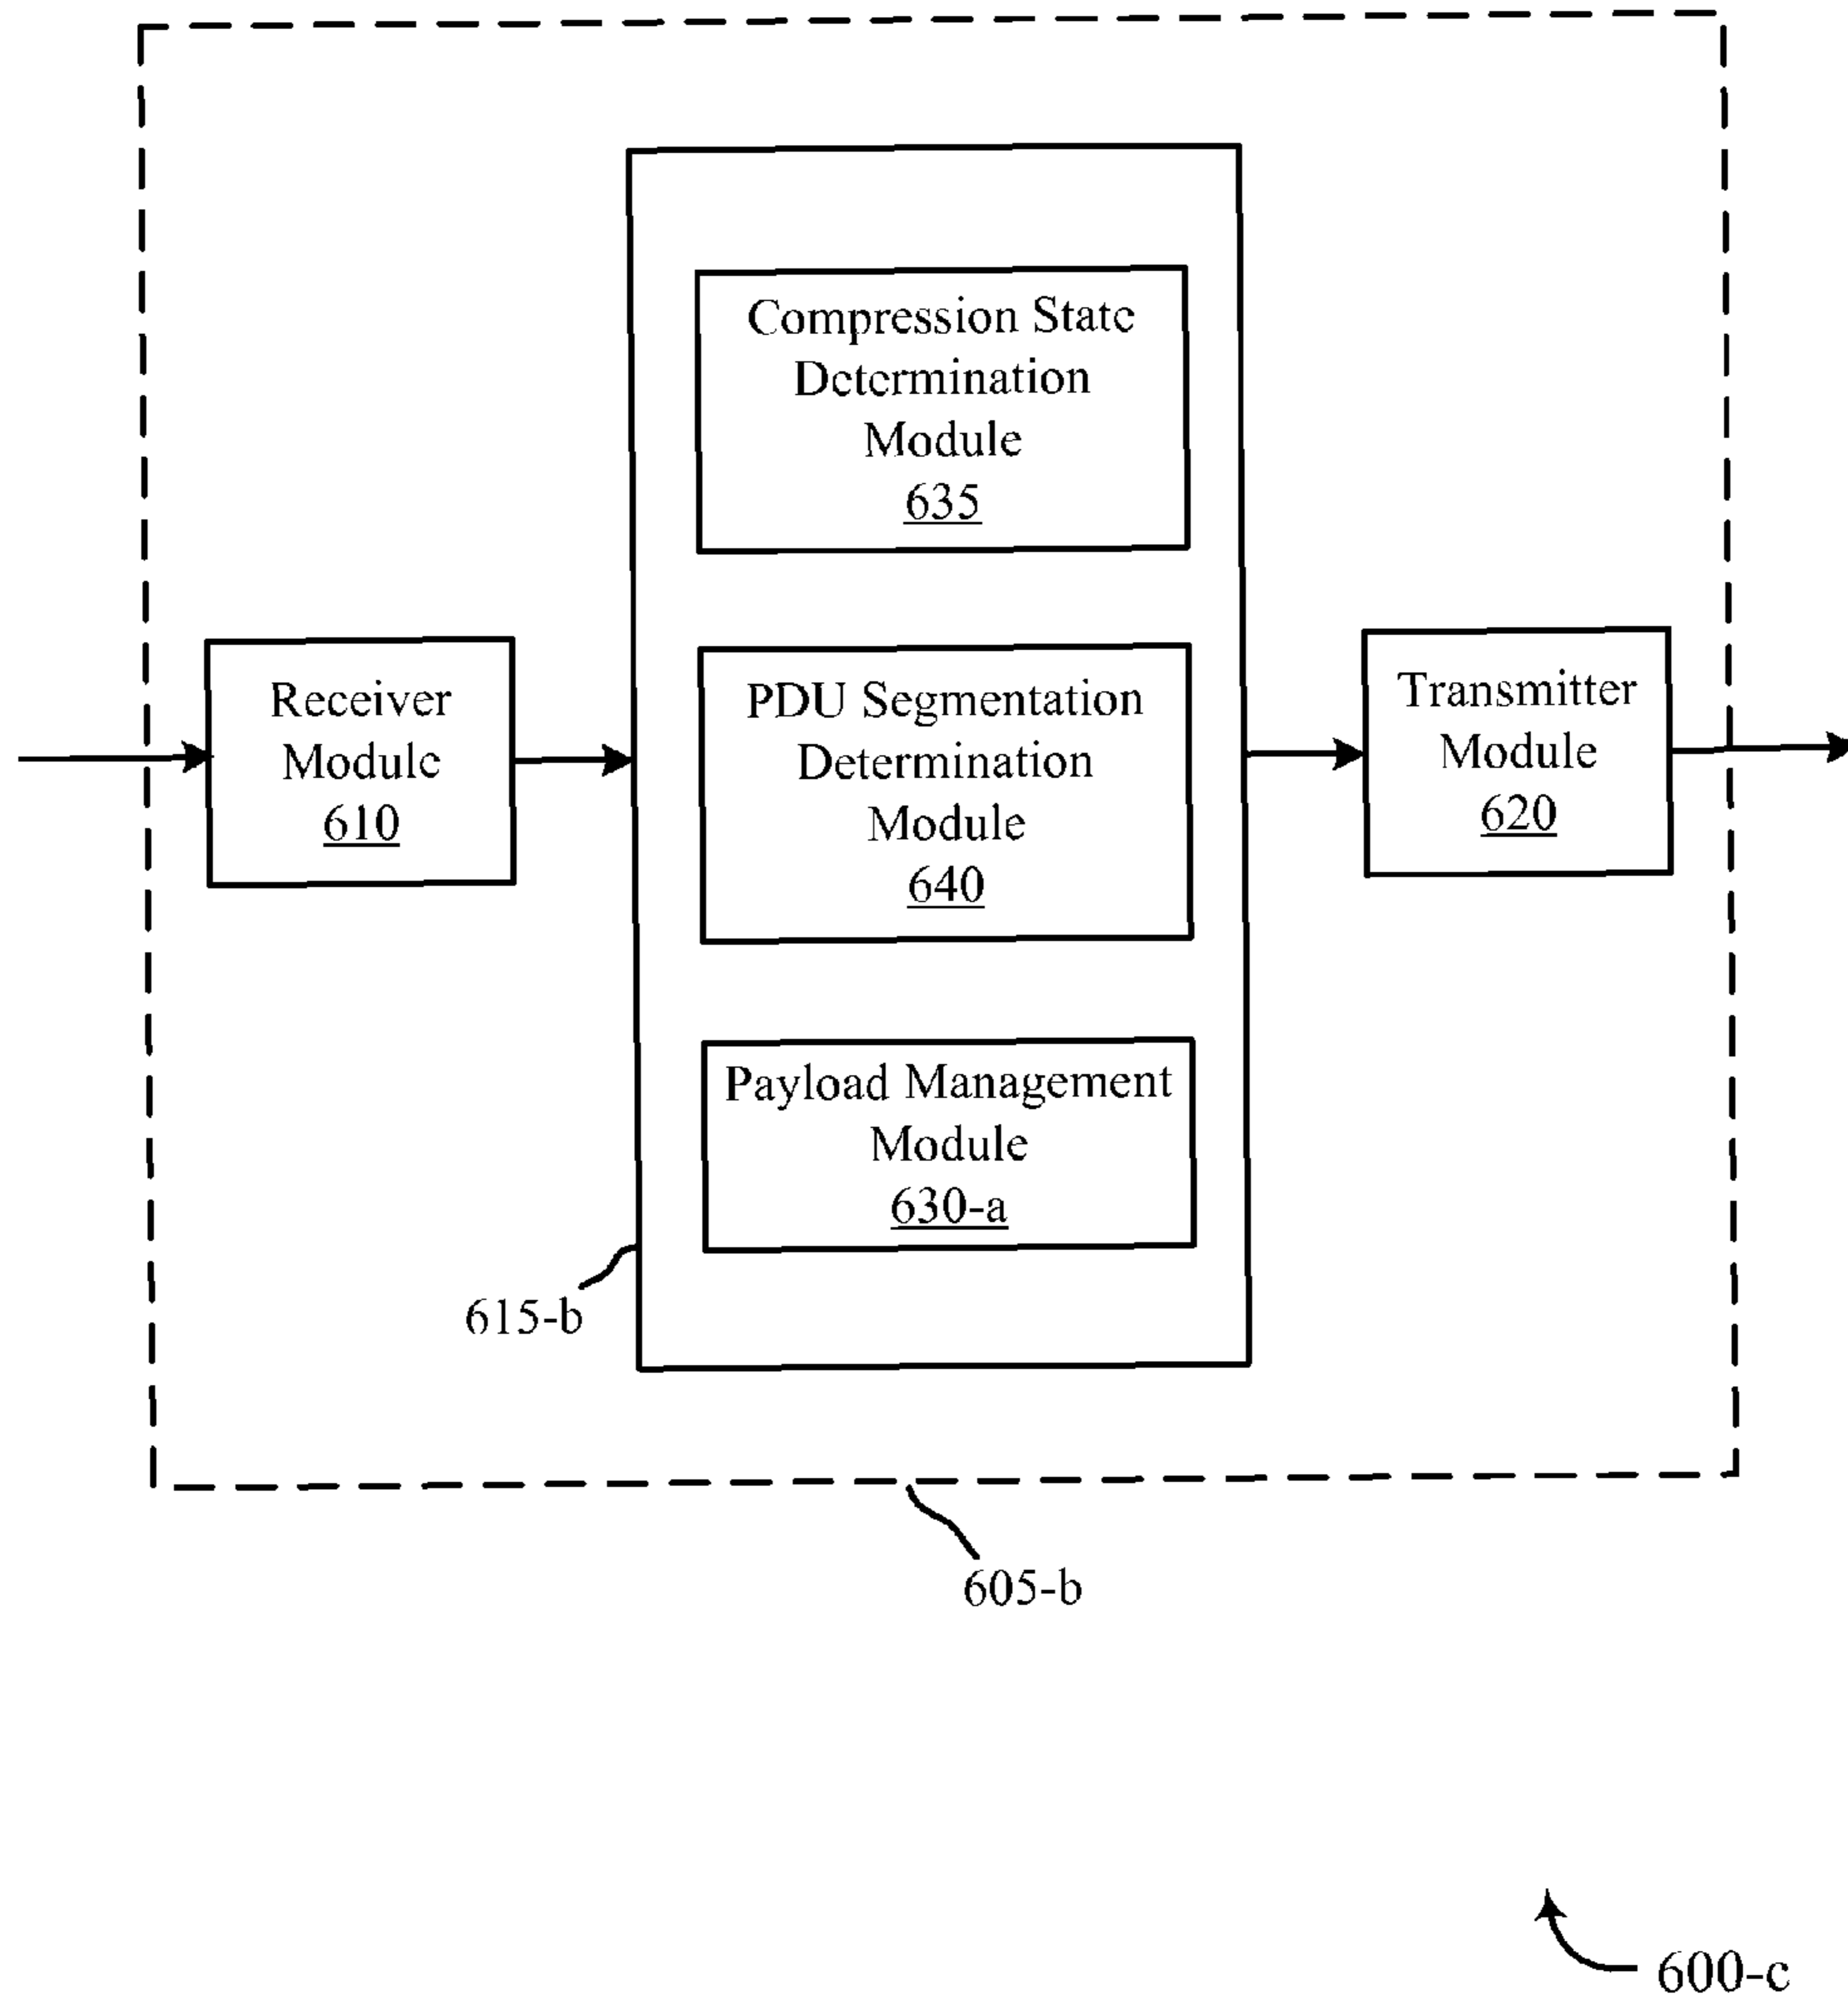 Compression State
Determination
Module
635
Receiver
Module
610
PDU Segmentation
Determination
Module
640
Transmitter
Module
620
Payload Management
Module
630-a
615-b
605-b
600-c